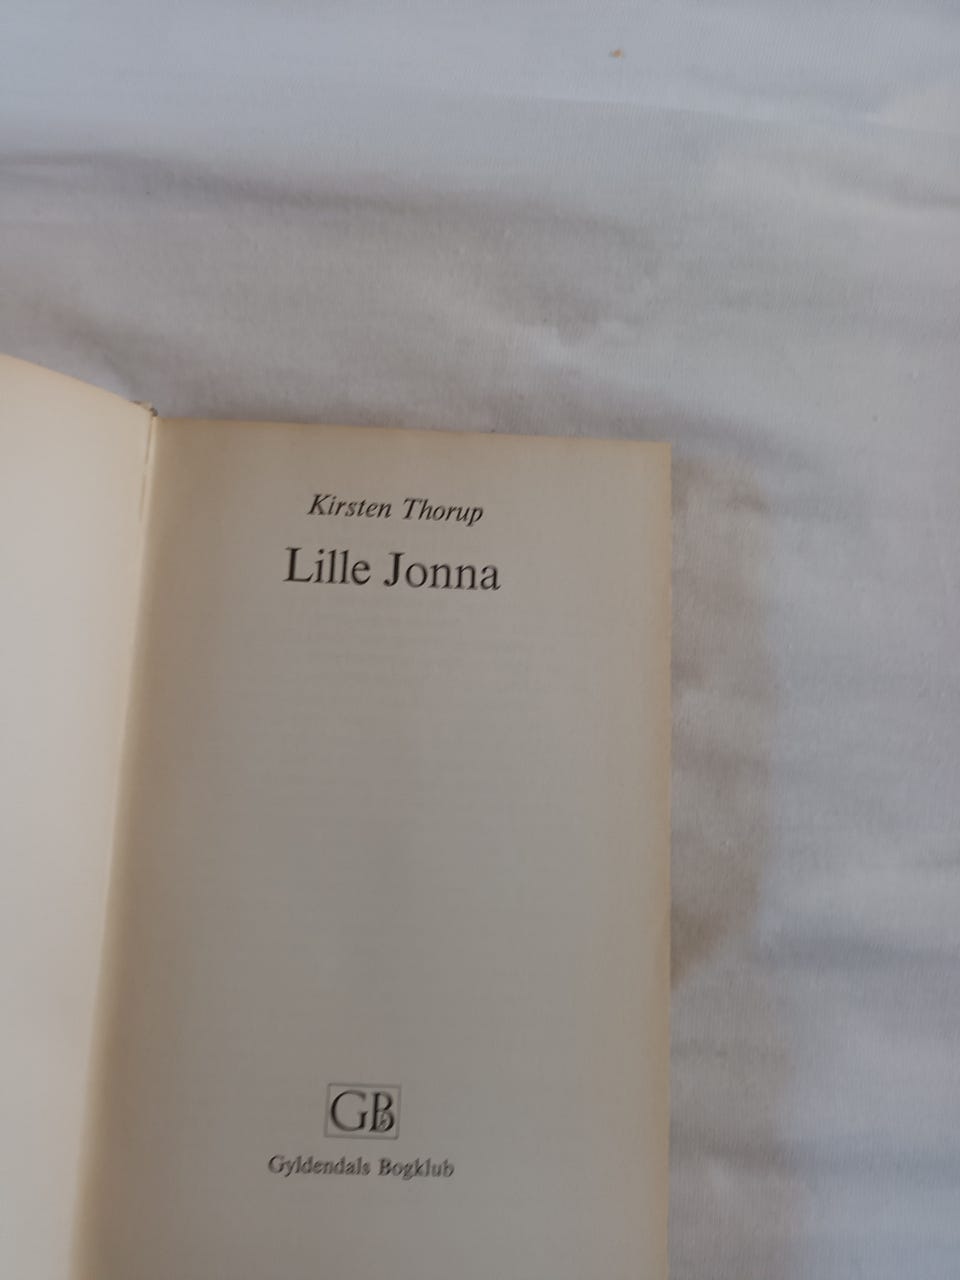 Kirsten Thorup
Lille Jonna
GB
Gyldendals Bogklub